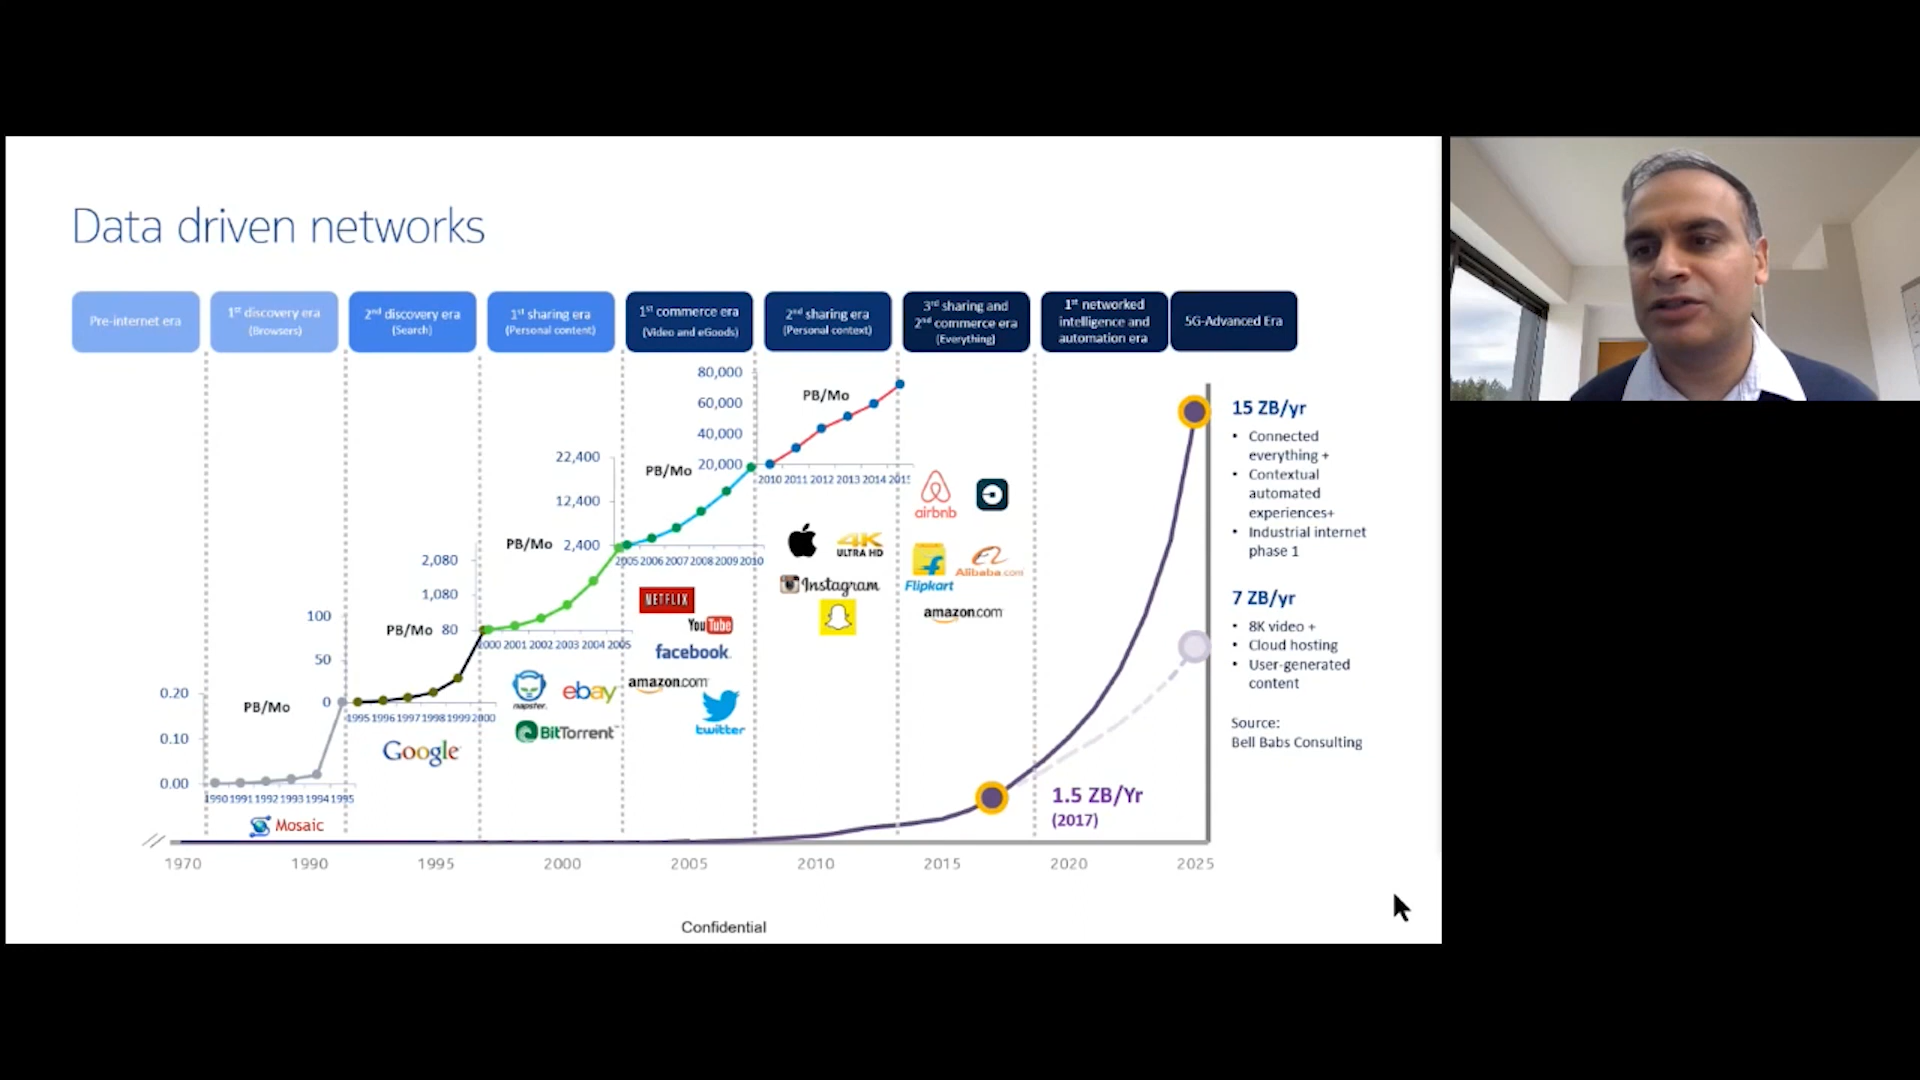 Data driven networks
Pre-internet era
1st discovery era
(Browsers)
2nd discovery era
(Search)
1st sharing era
(Personal content)
1st commerce era
(Video and eGoods)
2nd sharing era
(Personal context)
3rd sharing and
2nd commerce era
(Everything)
1st networked
intelligence and
automation era
5G-Advanced Era
80,000
60,000
40,000
20,000
PB/Mo
2010 2011 2012 2013 2014 2015
22,400
12,400
2,400
PB/Mo
2005 2006 2007 2008 2009 2010
2,080
1,080
80
PB/Mo
2000 2001 2002 2003 2004 2005
100
50
0
PB/Mo
1995 1996 1997 1998 1999 2000
0.20
0.10
0.00
PB/Mo
1990 1991 1992 1993 1994 1995
Mosaic
Google
napster.
ebay
BitTorrent
NETFLIX
YouTube
facebook
amazon.com
twitter
4K
ULTRA HD
Instagram
airbnb
Flipkart
Alibaba.com
amazon.com
15 ZB/yr
• Connected
everything +
• Contextual
automated
experiences+
• Industrial internet
phase 1
7 ZB/yr
• 8K video +
• Cloud hosting
• User-generated
content
Source:
Bell Babs Consulting
1.5 ZB/Yr
(2017)
1970 1990 1995 2000 2005 2010 2015 2020 2025
Confidential